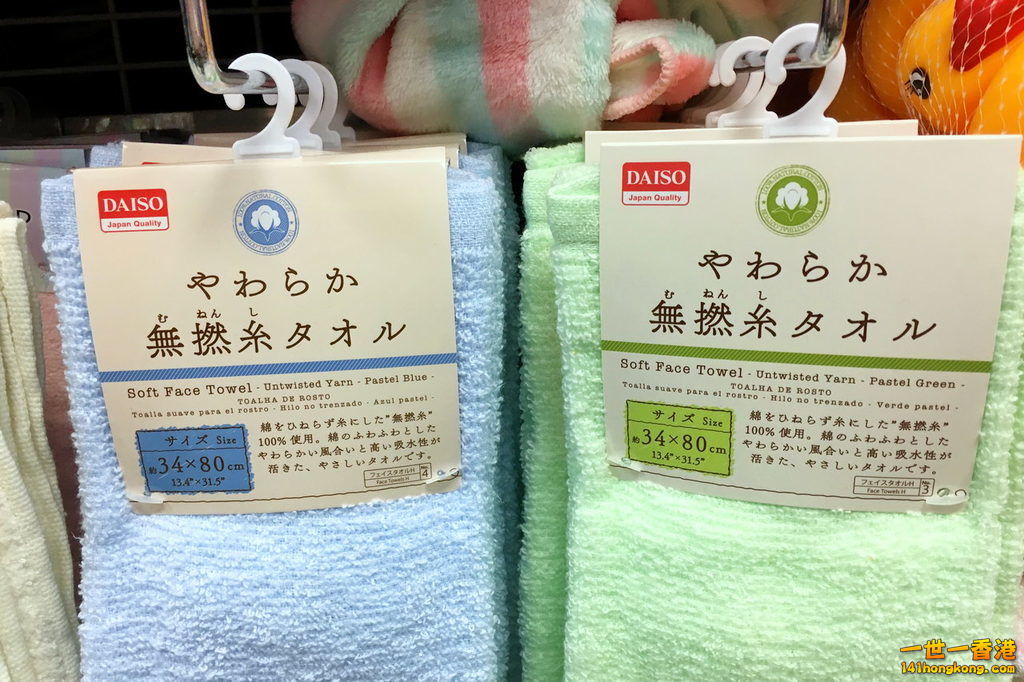 DAISO
Japan Quality
100% NATURAL COTTON
やわらか
む ねん し
無撚糸タオル
Soft Face Towel - Untwisted Yarn - Pastel Blue -
TOALHA DE ROSTO
Toalla suave para el rostro - Hilo no trenzado - Azul pastel -
サイズ Size
約34×80cm
13.4"×31.5"
綿をひねらず糸にした"無撚糸"
100%使用。綿のふわふわとした
やわらかい風合いと高い吸水性が
活きた、やさしいタオルです。
フェイスタオルH
Face Towels H
No.
4
DAISO
Japan Quality
100% NATURAL COTTON
やわらか
む ねん し
無撚糸タオル
Soft Face Towel - Untwisted Yarn - Pastel Green -
TOALHA DE ROSTO
Toalla suave para el rostro - Hilo no trenzado - Verde pastel -
サイズ Size
約34×80cm
13.4"×31.5"
綿をひねらず糸にした"無撚糸"
100%使用。綿のふわふわとした
やわらかい風合いと高い吸水性が
活きた、やさしいタオルです。
フェイスタオルH
Face Towels H
No.
3
一世一香港
141hongkong.com